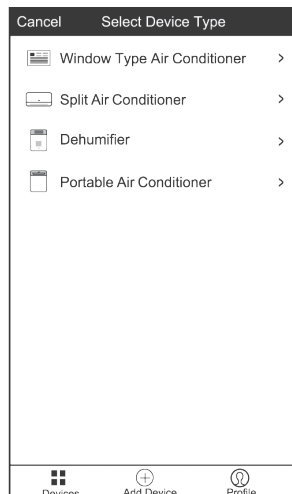 Cancel Select Device Type
Window Type Air Conditioner
Split Air Conditioner
Dehumifier
Portable Air Conditioner
Devices Add Device Profile